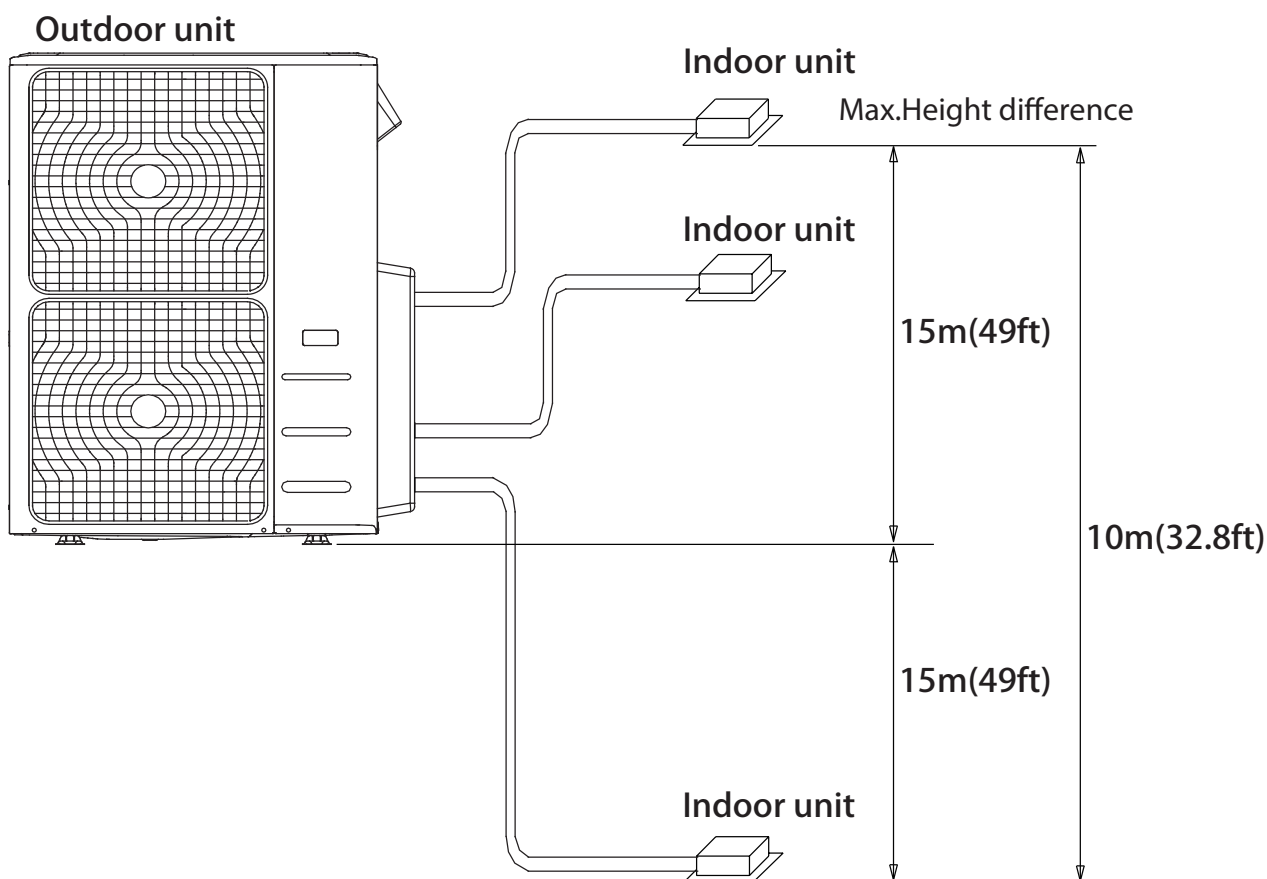 Outdoor unit
Indoor unit
Max.Height difference
Indoor unit
15m(49ft)
10m(32.8ft)
15m(49ft)
Indoor unit